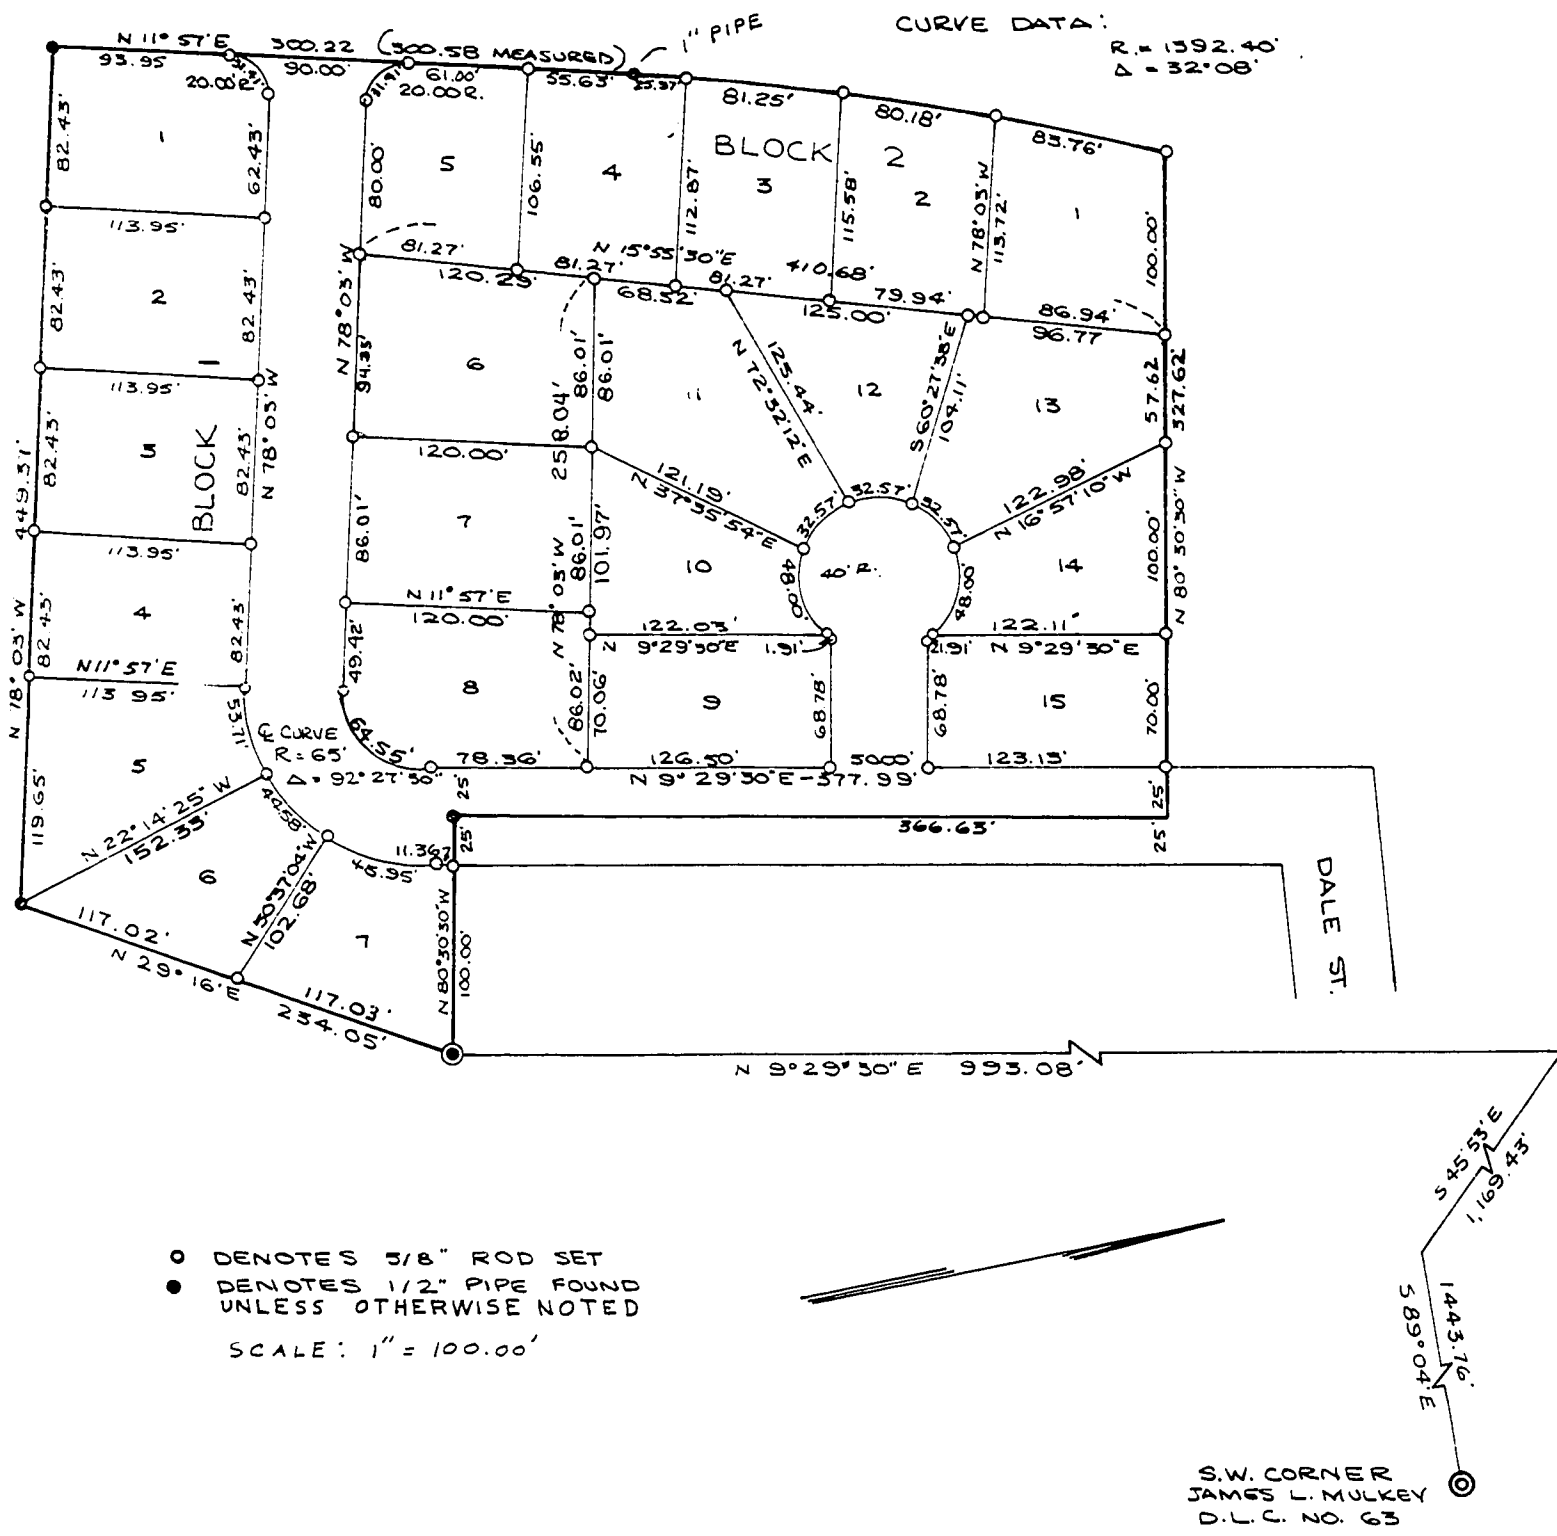 CURVE DATA:
R.= 1392.40'
Δ = 32°08'
1" PIPE
N 11° 57'E 300.22 (300.58 MEASURED)
93.95 90.00' 61.00' 55.63' 25.37'
20.00 R. 20.00 R.
31.41' 31.41'
81.25' 80.18' 83.76'
BLOCK 2
82.43'
1
62.43'
80.00'
5
106.55
4
112.87'
3
115.58'
2
N 78° 03' W
113.72'
1
100.00'
113.95'
81.27'
120.29'
N 15° 55' 30" E
81.27'
68.52'
81.27'
410.68'
79.94'
125.00'
86.94'
96.77
82.43'
2
82.43'
N 78° 03' W
94.33'
6
86.01'
86.01'
258.04'
11
125.44'
N 72° 32' 12" E
12
S 60° 27' 38" E
104.11'
13
57.62
327.62'
113.95'
BLOCK 1
82.43'
3
82.43'
N 78° 03' W
120.00'
121.19'
N 37° 35' 54" E
32.57'
32.57'
32.57'
122.98'
N 16° 57' 10" W
449.37'
113.95'
86.01'
7
86.01'
101.97'
10
48.00'
40' R.
48.00'
14
100.00'
N 80° 30' 30" W
4
82.43'
82.43'
N 78° 03' W
N 11° 57' E
120.00'
N 78° 03' W
122.03'
N 9° 29' 30" E
1.91'
1.91'
122.11'
N 9° 29' 30" E
N 11° 57' E
113.95'
49.42'
8
86.02'
70.06'
9
68.78'
68.78'
15
70.00'
53.71'
℄ CURVE
R = 65'
Δ = 92° 27' 30"
64.55'
78.36'
126.50'
50.00'
123.13'
N 9° 29' 30" E - 377.99'
5
119.65'
25'
25'
366.63'
25'
25'
N 22° 14' 25" W
152.33'
44.58'
11.36'
45.95'
6
N 50° 37' 04" W
102.68'
7
N 80° 30' 30" W
100.00'
DALE ST.
117.02'
N 29° 16' E
117.03'
234.05'
N 9° 29' 30" E 993.08'
S 45° 53' E
1,169.43'
1443.76'
S 89° 04' E
○ DENOTES 5/8" ROD SET
● DENOTES 1/2" PIPE FOUND
UNLESS OTHERWISE NOTED
SCALE: 1" = 100.00'
S.W. CORNER
JAMES L. MULKEY
D.L.C. NO. 63